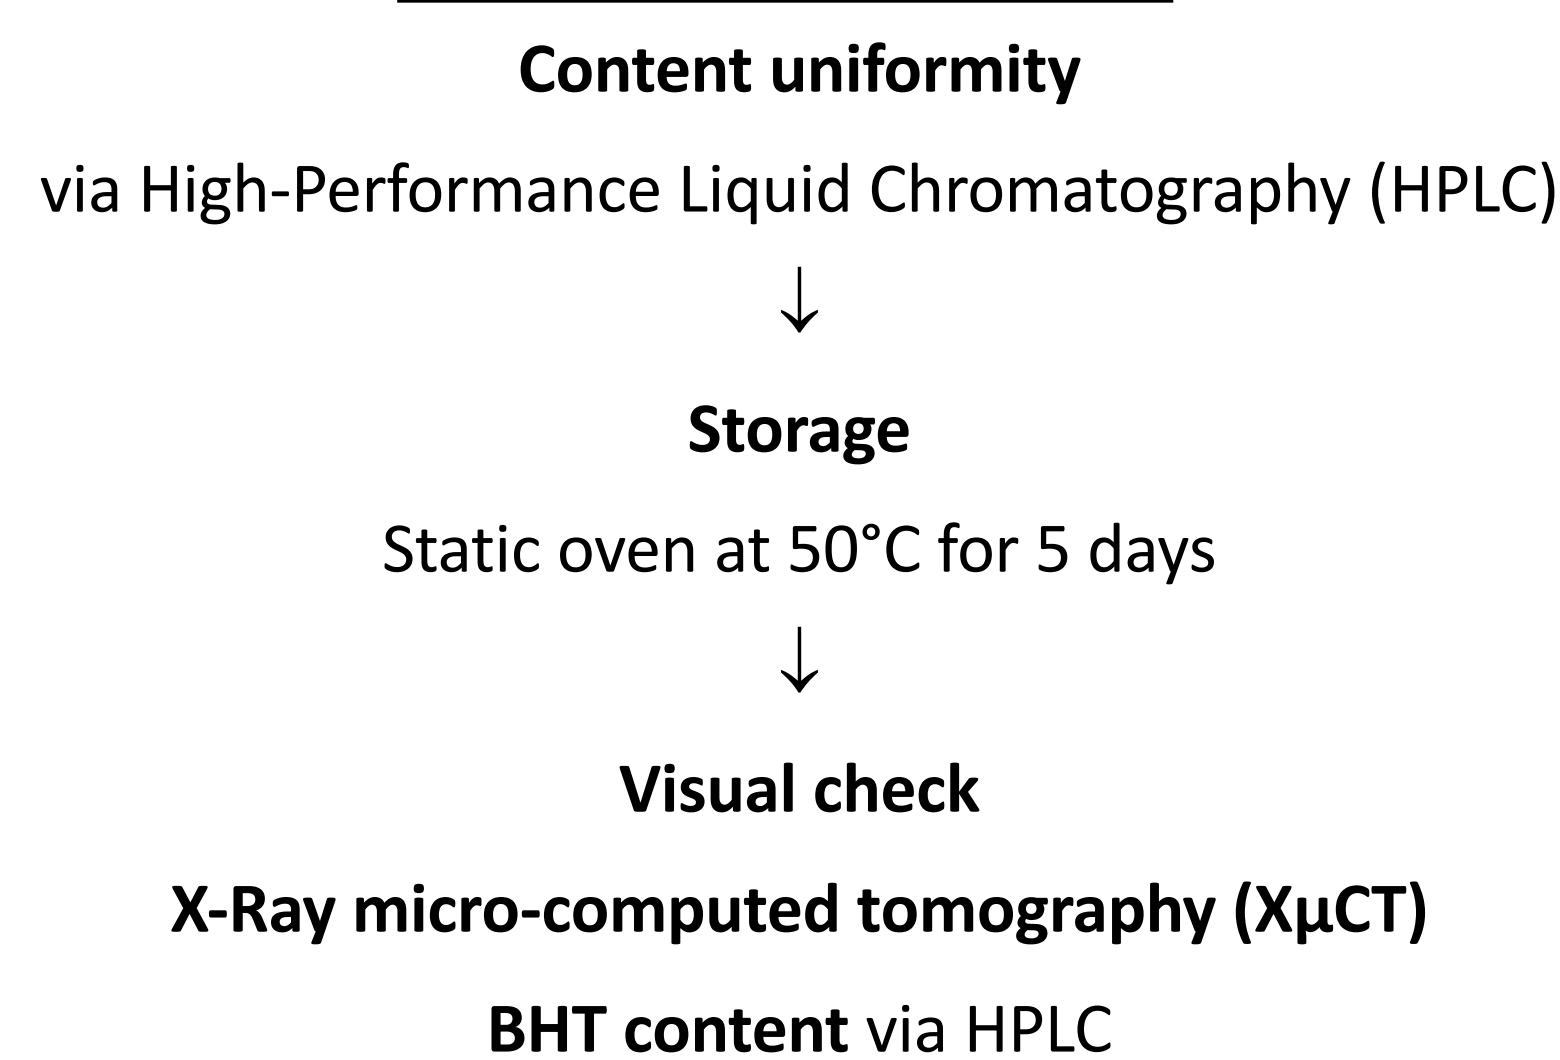 Content uniformity
via High-Performance Liquid Chromatography (HPLC)
↓
Storage
Static oven at 50°C for 5 days
↓
Visual check
X-Ray micro-computed tomography (XµCT)
BHT content via HPLC